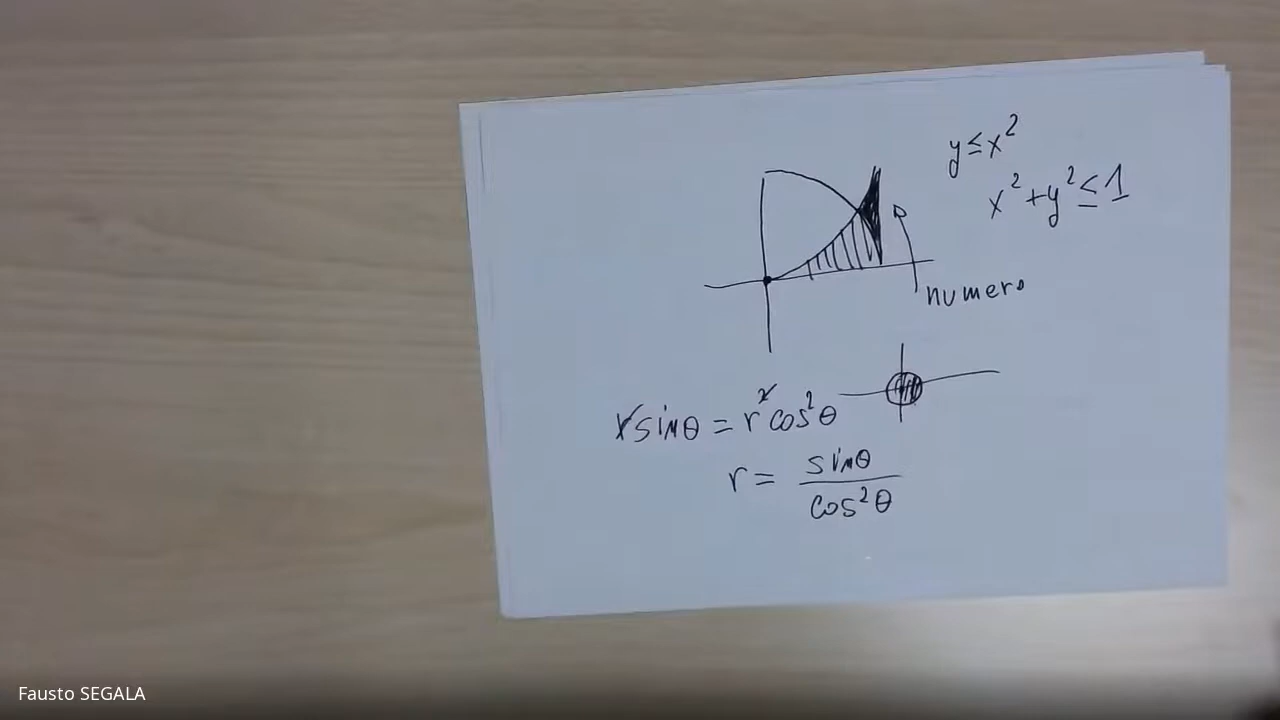 y ≤ x²
x² + y² ≤ 1
numero
r sinθ = r² cos²θ
r = sinθ / cos²θ
Fausto SEGALA